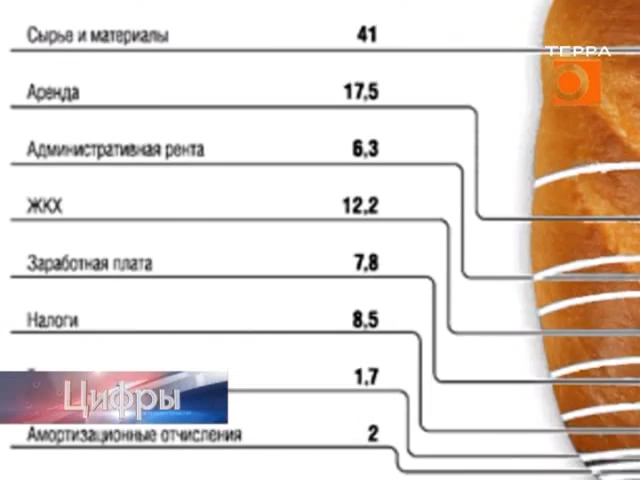 Сырье и материалы 41
ТЕРРА
Аренда 17,5
Административная рента 6,3
ЖКХ 12,2
Заработная плата 7,8
Налоги 8,5
1,7
Цифры
Амортизационные отчисления 2